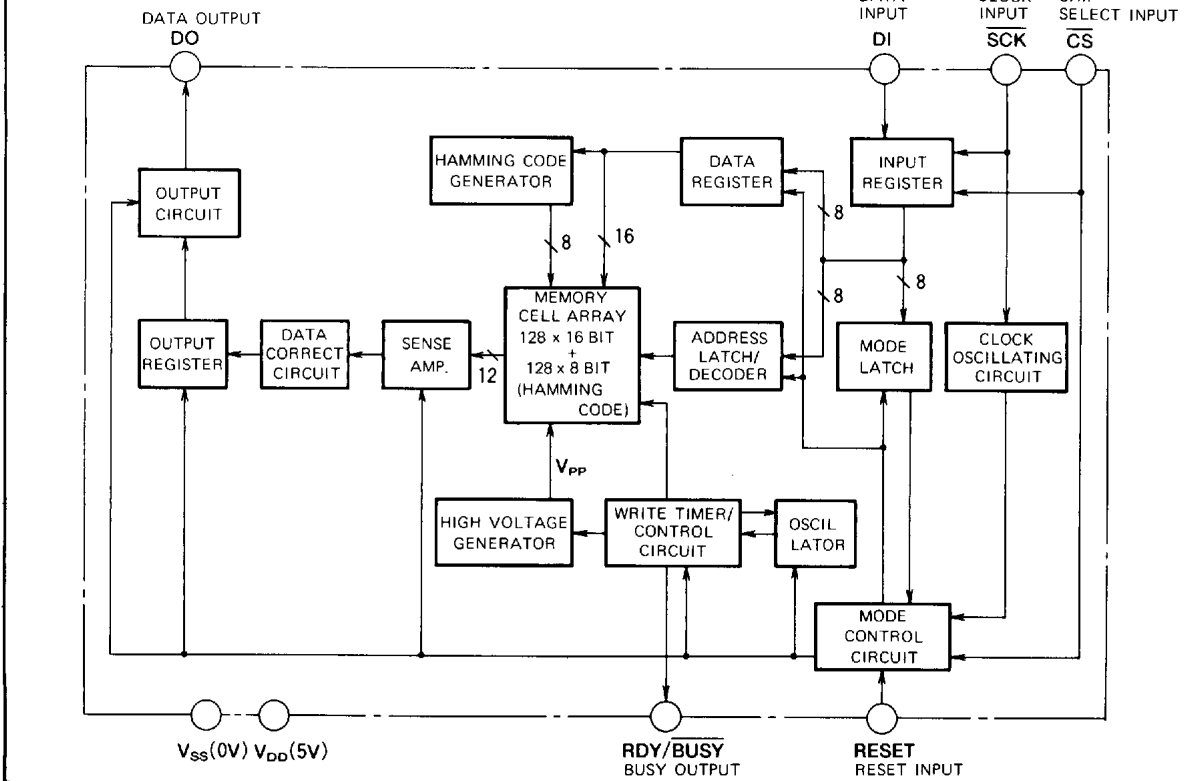 DATA OUTPUT
DO
INPUT
DI
INPUT
S̅C̅K̅
SELECT INPUT
C̅S̅
HAMMING CODE
GENERATOR
DATA
REGISTER
INPUT
REGISTER
OUTPUT
CIRCUIT
8
16
8
8
8
MEMORY
CELL ARRAY
128 x 16 BIT
+
128 x 8 BIT
(HAMMING
CODE)
OUTPUT
REGISTER
DATA
CORRECT
CIRCUIT
SENSE
AMP.
12
ADDRESS
LATCH/
DECODER
MODE
LATCH
CLOCK
OSCILLATING
CIRCUIT
VPP
HIGH VOLTAGE
GENERATOR
WRITE TIMER/
CONTROL
CIRCUIT
OSCIL
LATOR
MODE
CONTROL
CIRCUIT
VSS(0V) VDD(5V)
RDY/B̅U̅S̅Y̅
BUSY OUTPUT
RESET
RESET INPUT